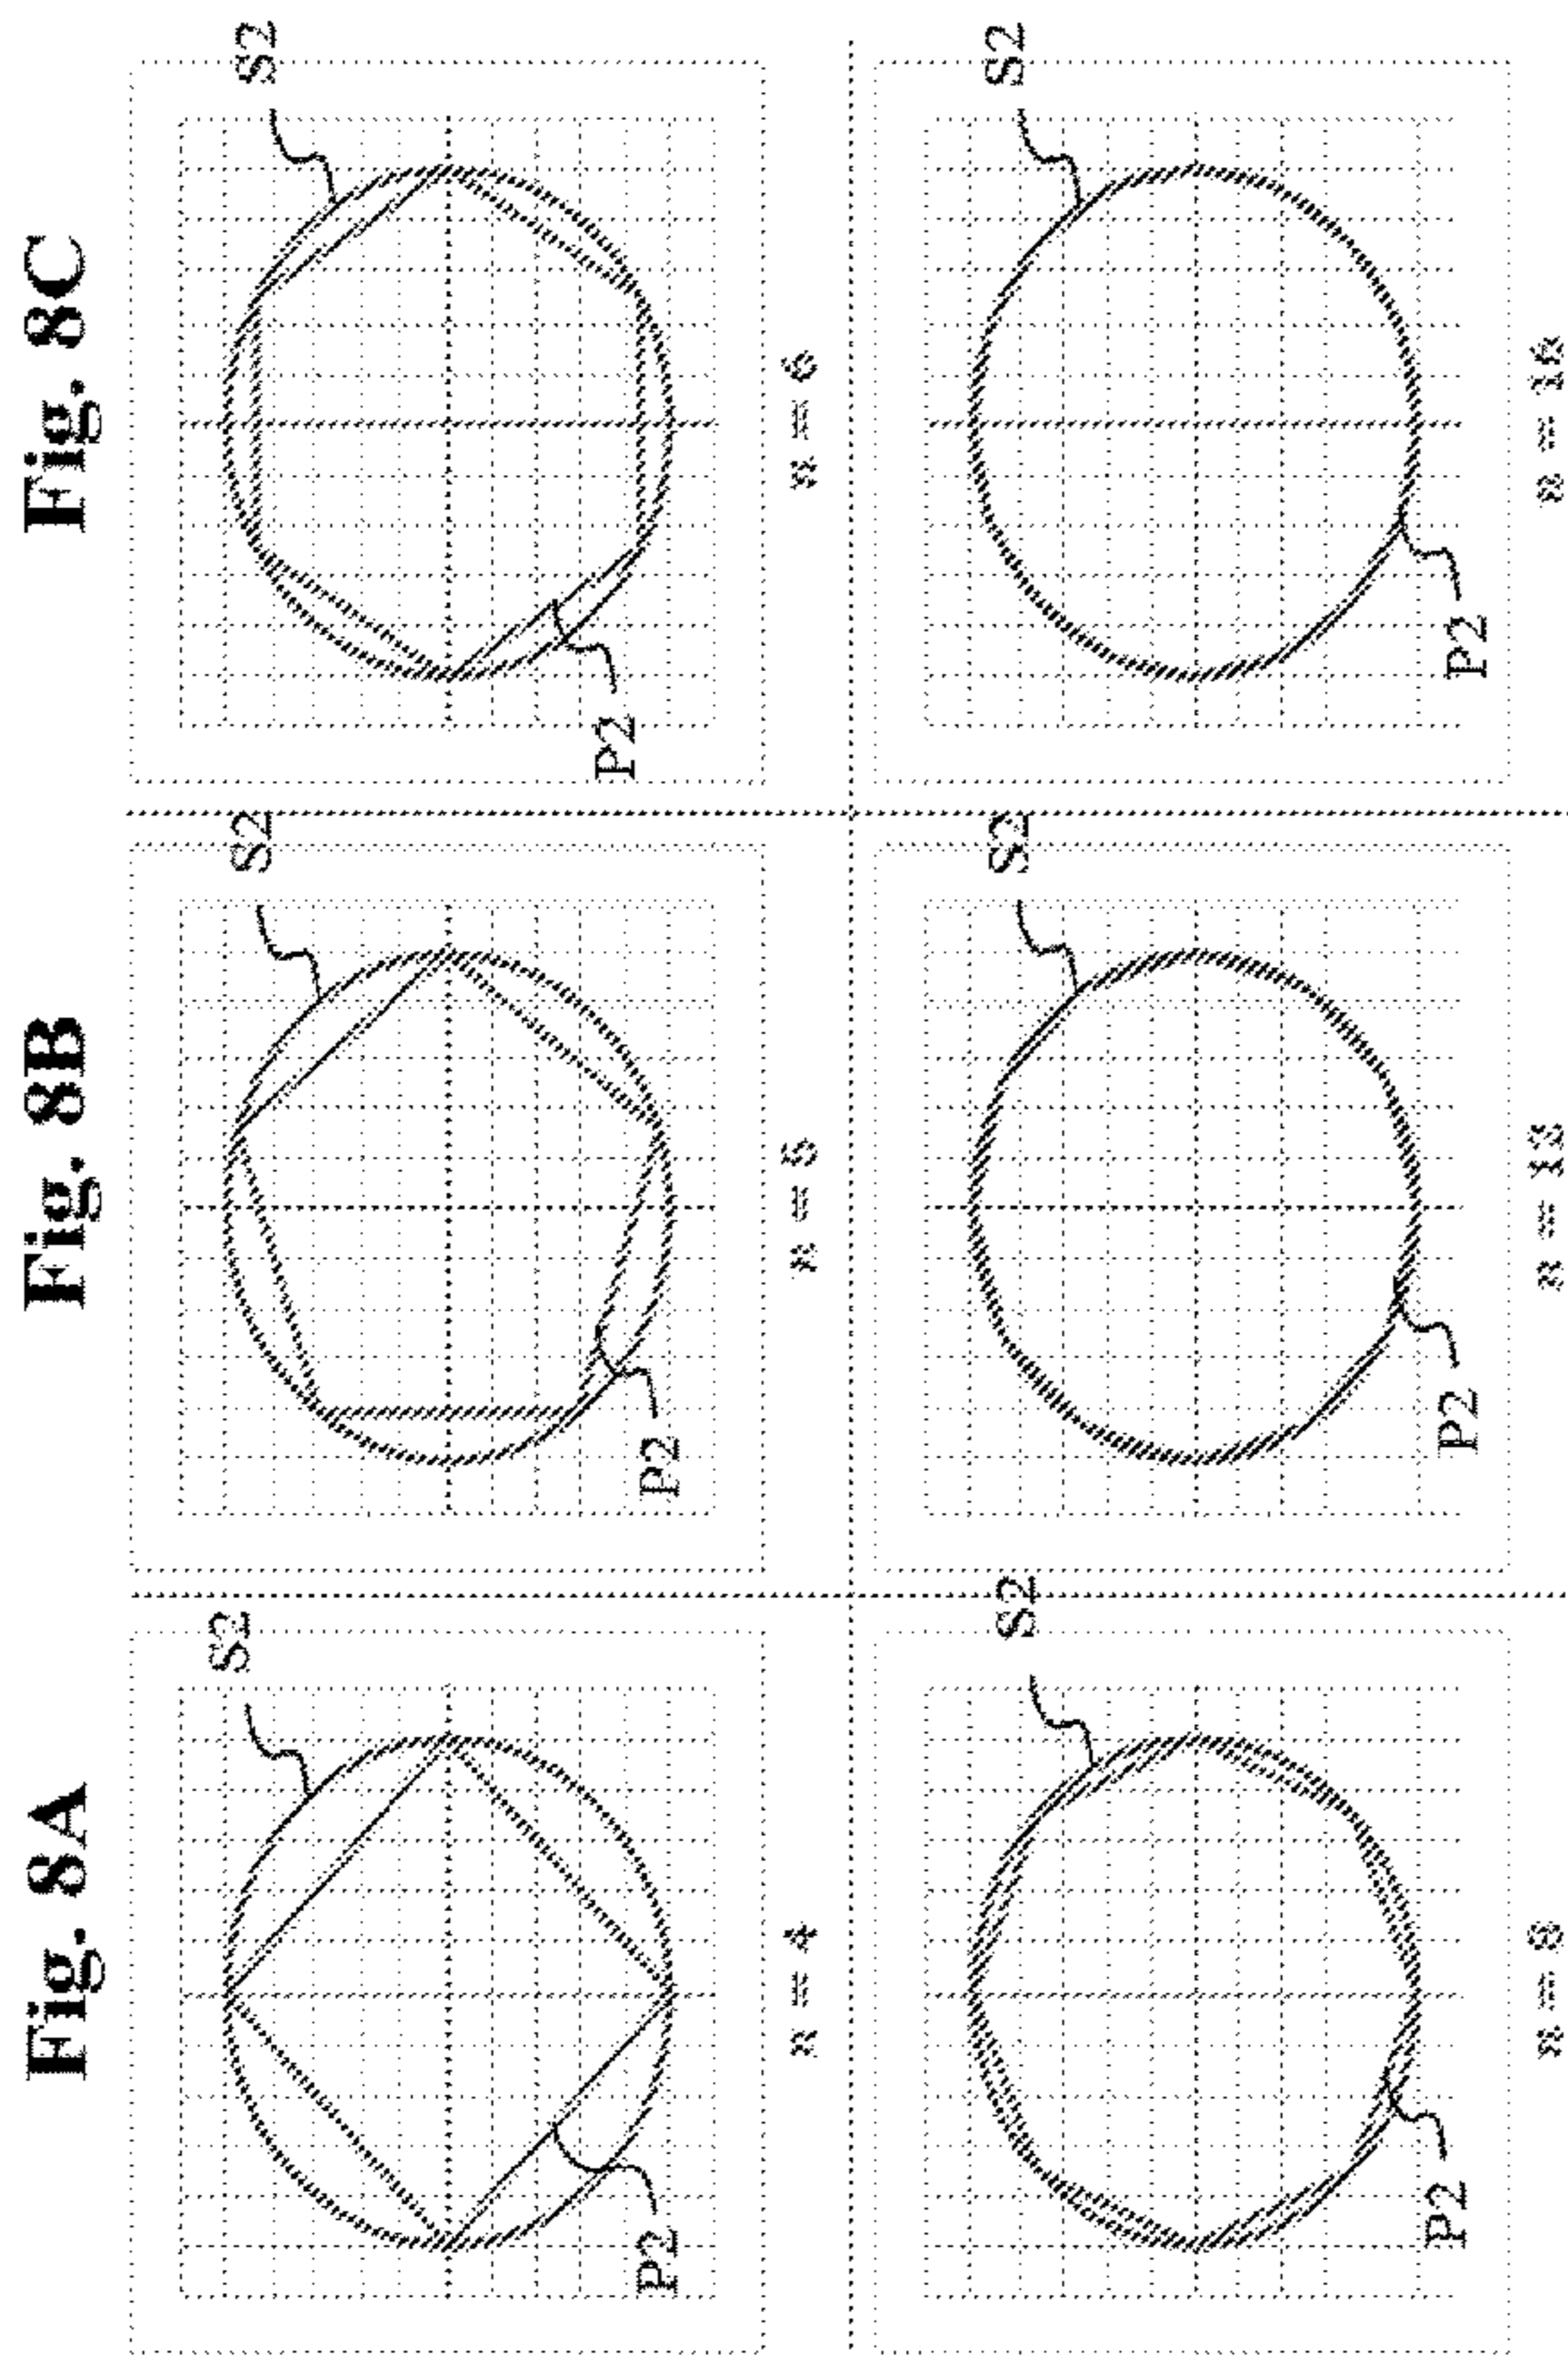 Fig. 8A
Fig. 8B
Fig. 8C
S2
P2
n = 4
S2
P2
n = 5
S2
P2
n = 6
S2
P2
n = 8
S2
P2
n = 12
S2
P2
n = 16